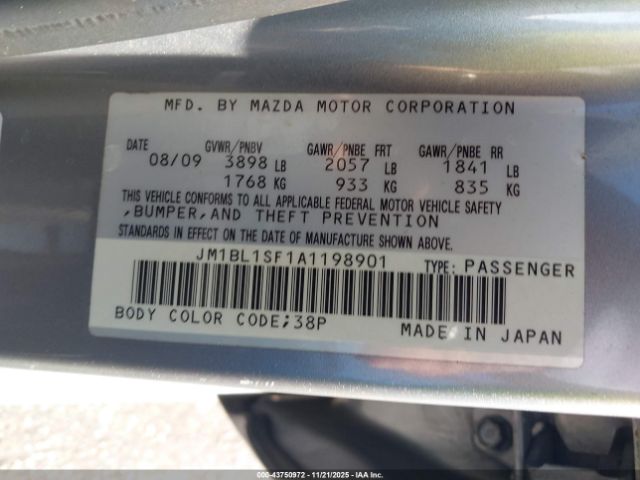 MFD. BY MAZDA MOTOR CORPORATION
DATE GVWR/PNBV GAWR/PNBE FRT GAWR/PNBE RR
08/09 3898 LB 2057 LB 1841 LB
1768 KG 933 KG 835 KG
THIS VEHICLE CONFORMS TO ALL APPLICABLE FEDERAL MOTOR VEHICLE SAFETY
,BUMPER,AND THEFT PREVENTION
STANDARDS IN EFFECT ON THE DATE OF MANUFACTURE SHOWN ABOVE.
JM1BL1SF1A1198901 TYPE: PASSENGER
BODY COLOR CODE;38P MADE IN JAPAN
000-43750972 11/21/2025 IAA Inc.